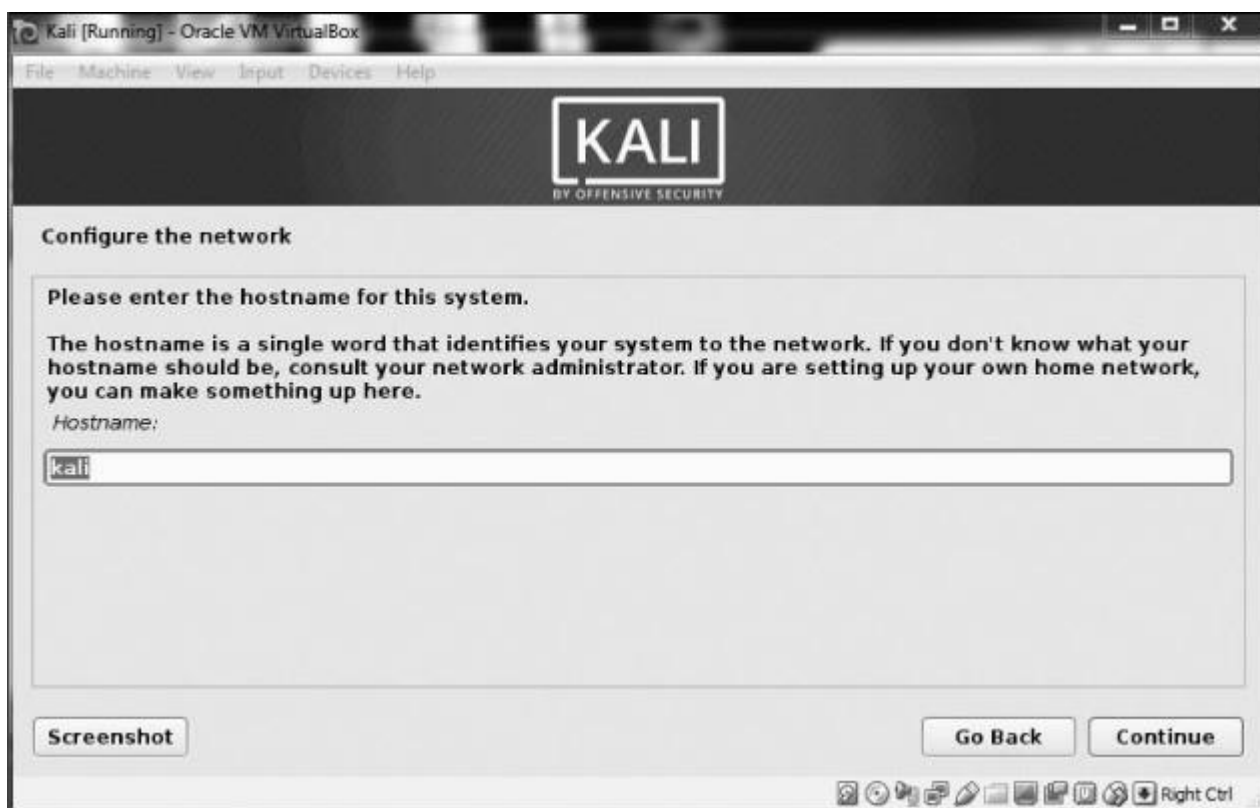 Kali [Running] - Oracle VM VirtualBox
File Machine View Input Devices Help
KALI
BY OFFENSIVE SECURITY
Configure the network
Please enter the hostname for this system.
The hostname is a single word that identifies your system to the network. If you don't know what your
hostname should be, consult your network administrator. If you are setting up your own home network,
you can make something up here.
Hostname:
kali
Screenshot Go Back Continue
Right Ctrl